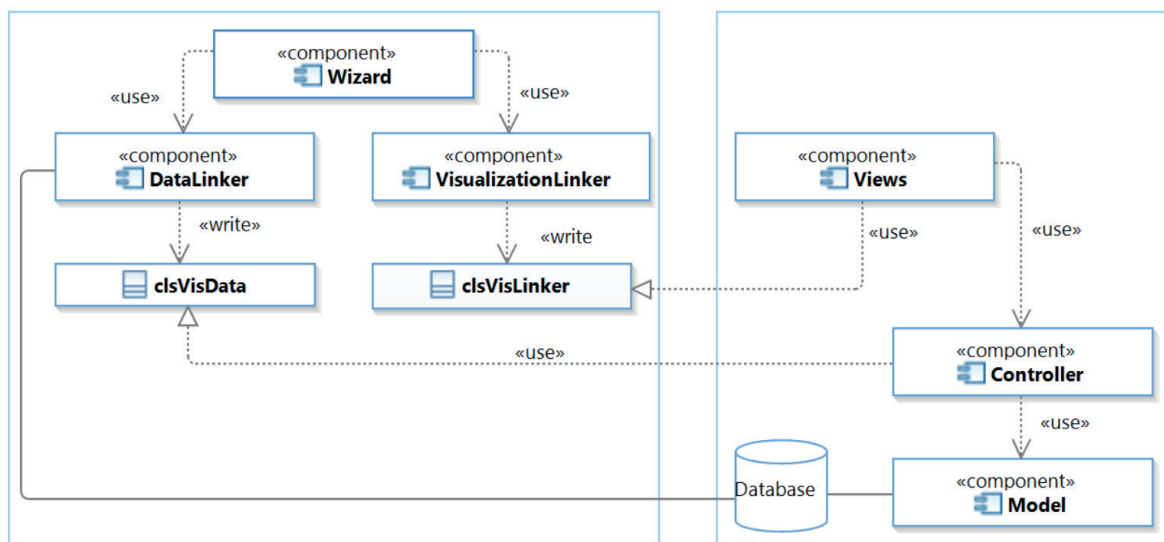 «component»
Wizard
«use»
«use»
«component»
DataLinker
«component»
VisualizationLinker
«component»
Views
«write»
«write
«use»
«use»
clsVisData
clsVisLinker
«use»
«component»
Controller
«use»
«component»
Model
Database